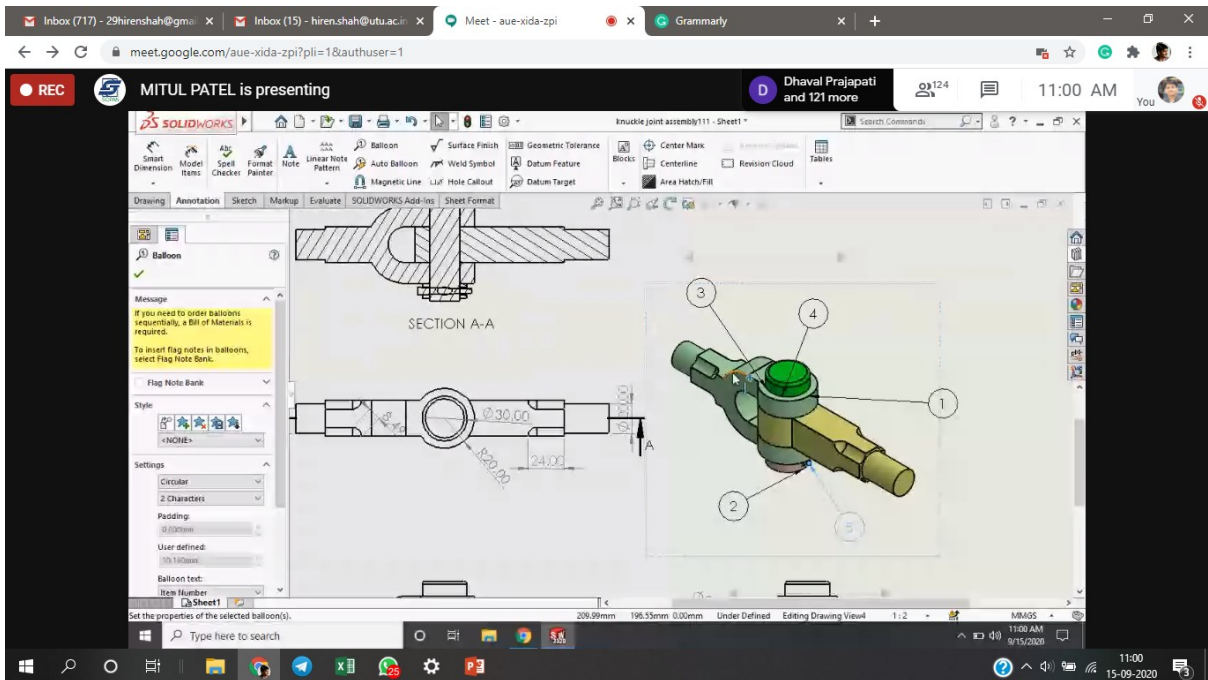 Inbox (717) - 29hirenshah@gmai
Inbox (15) - hiren.shah@utu.ac.in
Meet - aue-xida-zpi
Grammarly
meet.google.com/aue-xida-zpi?pli=1&authuser=1
REC
MITUL PATEL is presenting
D
Dhaval Prajapati
and 121 more
124
11:00 AM
You
SOLIDWORKS
knuckle joint assembly111 - Sheet1 *
Search Commands
Smart Dimension
Model Items
Spell Checker
Format Painter
Note
Linear Note Pattern
Balloon
Auto Balloon
Magnetic Line
Surface Finish
Weld Symbol
Hole Callout
Geometric Tolerance
Datum Feature
Datum Target
Blocks
Center Mark
Centerline
Area Hatch/Fill
Revision Cloud
Tables
Drawing Annotation Sketch Markup Evaluate SOLIDWORKS Add-Ins Sheet Format
Balloon
Message
If you need to order balloons
sequentially, a Bill of Materials is
required.
To insert flag notes in balloons,
select Flag Note Bank.
Flag Note Bank
Style
<NONE>
Settings
Circular
2 Characters
Padding:
0.000mm
User defined:
Balloon text:
Item Number
SECTION A-A
Ø30.00
R20.00
24.00
A
3
4
1
2
5
Sheet1
Set the properties of the selected balloon(s).
209.99mm 196.55mm 0.00mm Under Defined Editing Drawing View4 1:2 MMGS
Type here to search
11:00 AM
9/15/2020
25
11:00
15-09-2020
3